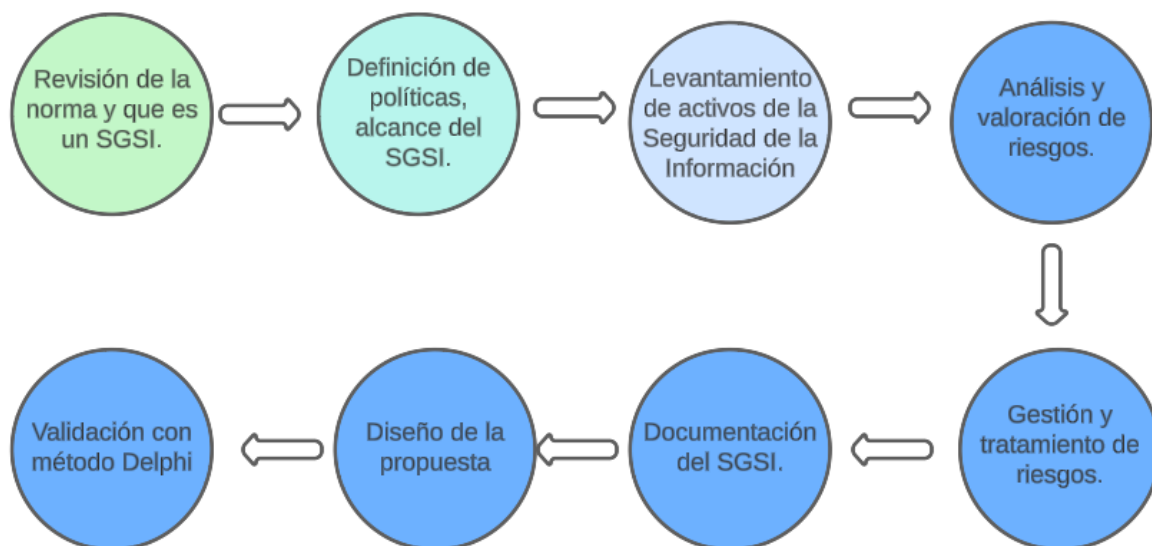 Revisión de la
norma y que es
un SGSI.
Definición de
políticas,
alcance del
SGSI.
Levantamiento
de activos de la
Seguridad de la
Información
Análisis y
valoración de
riesgos.
Gestión y
tratamiento de
riesgos.
Documentación
del SGSI.
Diseño de la
propuesta
Validación con
método Delphi